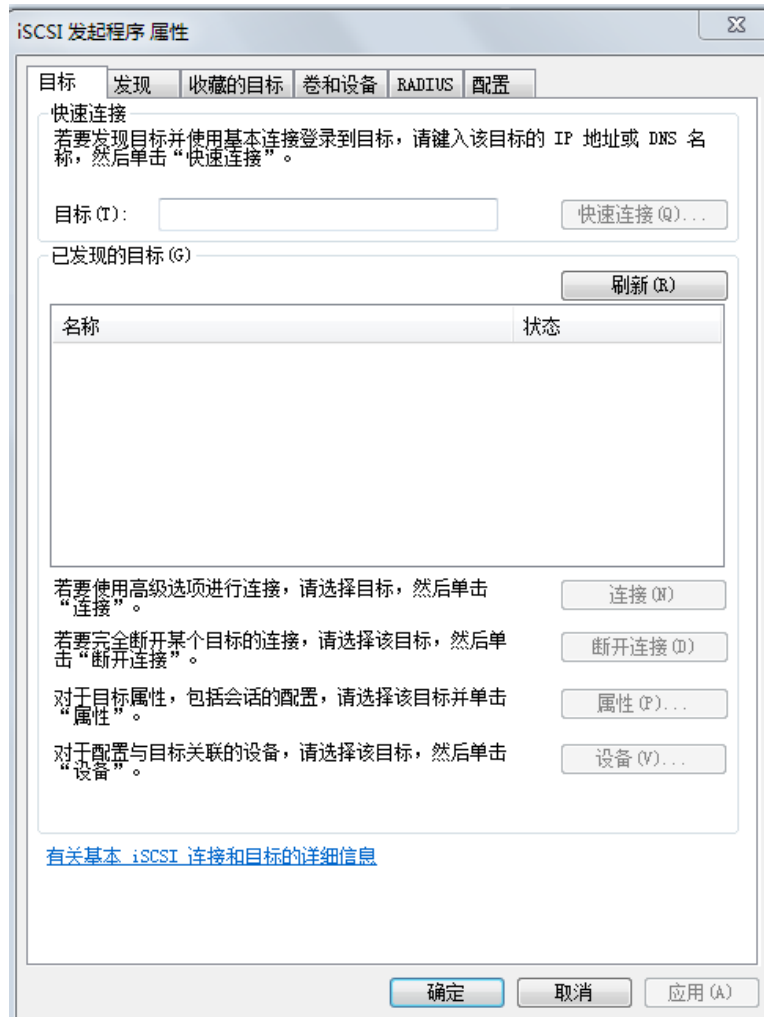 iSCSI 发起程序 属性
目标 发现 收藏的目标 卷和设备 RADIUS 配置
快速连接
若要发现目标并使用基本连接登录到目标，请键入该目标的 IP 地址或 DNS 名
称，然后单击“快速连接”。
目标(T)： 快速连接(Q)...
已发现的目标(G)
刷新(R)
名称 状态
若要使用高级选项进行连接，请选择目标，然后单击
“连接”。
连接(N)
若要完全断开某个目标的连接，请选择该目标，然后单
击“断开连接”。
断开连接(D)
对于目标属性，包括会话的配置，请选择该目标并单击
“属性”。
属性(P)...
对于配置与目标关联的设备，请选择该目标，然后单击
“设备”。
设备(V)...
有关基本 iSCSI 连接和目标的详细信息
确定 取消 应用(A)